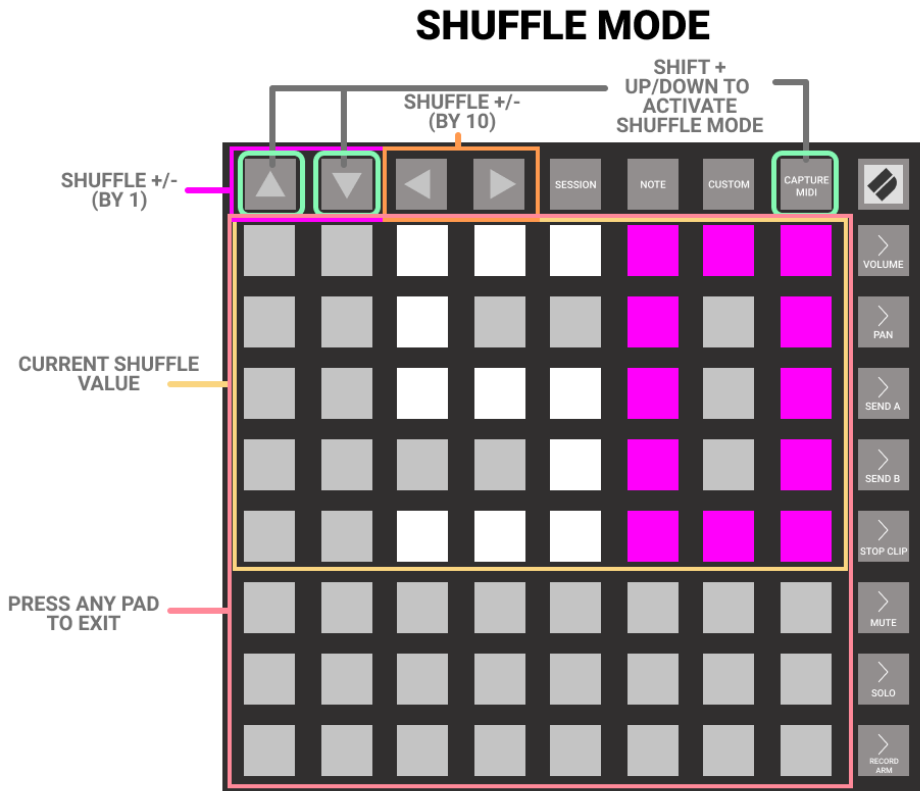 SHUFFLE MODE
SHIFT +
UP/DOWN TO
ACTIVATE
SHUFFLE MODE
SHUFFLE +/-
(BY 10)
SHUFFLE +/-
(BY 1)
SESSION
NOTE
CUSTOM
CAPTURE
MIDI
VOLUME
PAN
CURRENT SHUFFLE
VALUE
SEND A
SEND B
STOP CLIP
PRESS ANY PAD
TO EXIT
MUTE
SOLO
RECORD
ARM
50